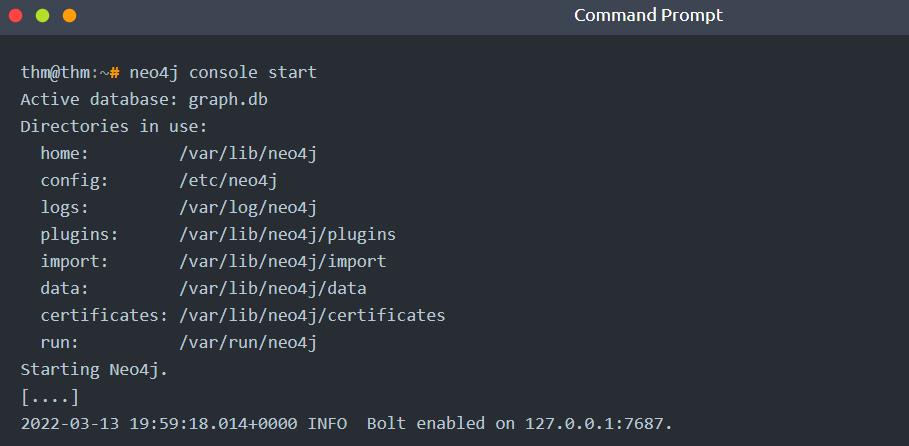 Command Prompt
thm@thm:~# neo4j console start
Active database: graph.db
Directories in use:
  home:         /var/lib/neo4j
  config:       /etc/neo4j
  logs:         /var/log/neo4j
  plugins:      /var/lib/neo4j/plugins
  import:       /var/lib/neo4j/import
  data:         /var/lib/neo4j/data
  certificates: /var/lib/neo4j/certificates
  run:          /var/run/neo4j
Starting Neo4j.
[....]
2022-03-13 19:59:18.014+0000 INFO  Bolt enabled on 127.0.0.1:7687.